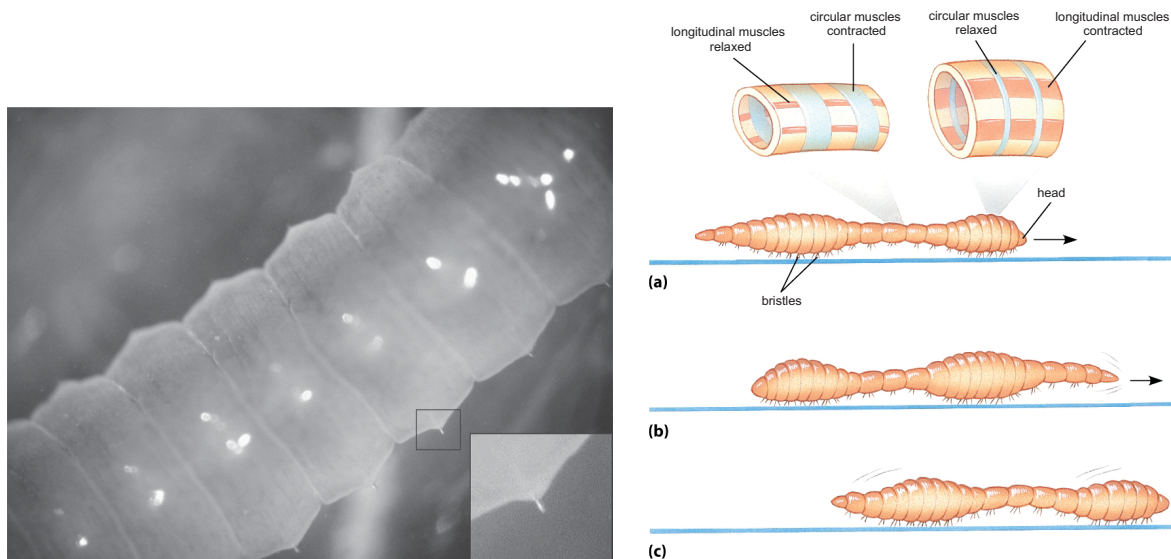 longitudinal muscles
relaxed
circular muscles
contracted
circular muscles
relaxed
longitudinal muscles
contracted
head
(a)
bristles
(b)
(c)